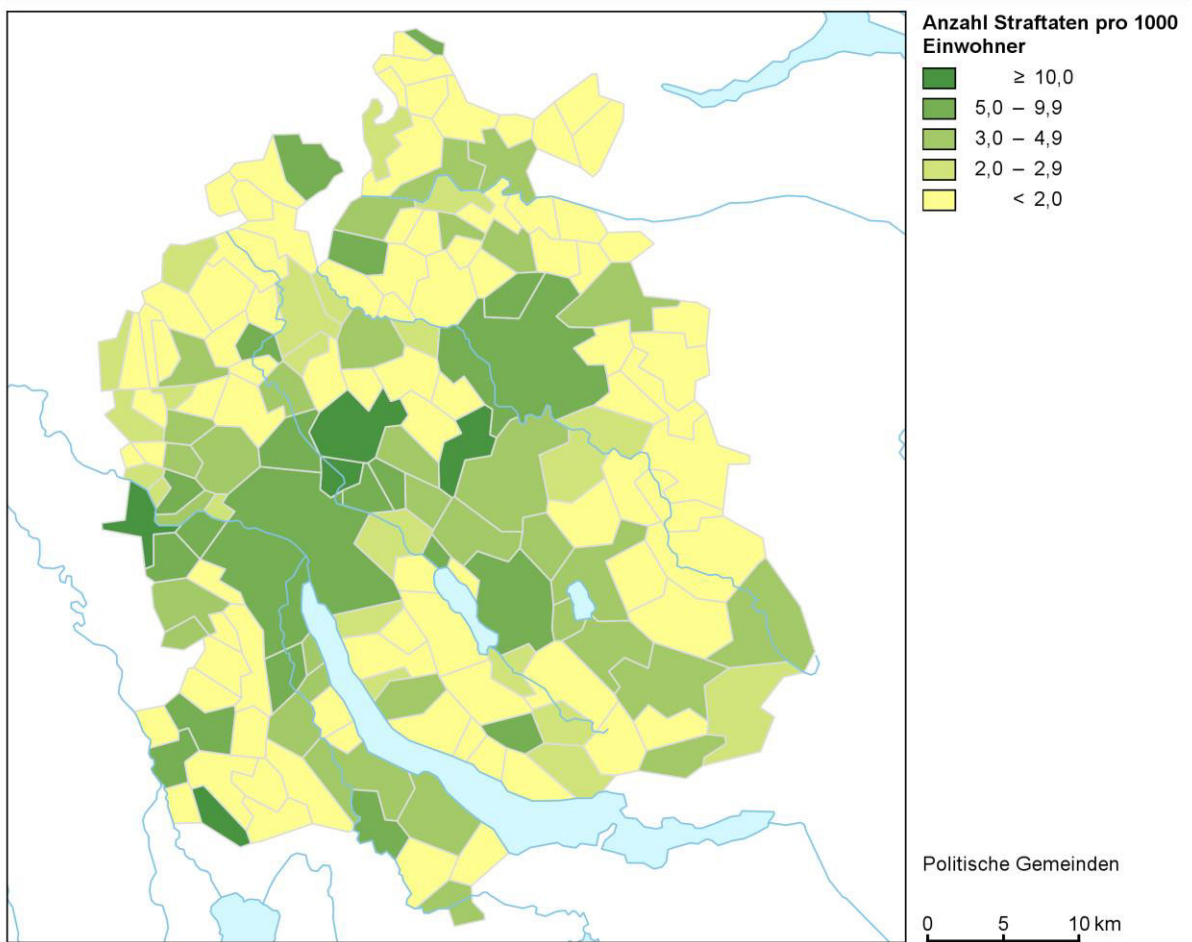 Anzahl Straftaten pro 1000
Einwohner
≥ 10,0
5,0 – 9,9
3,0 – 4,9
2,0 – 2,9
< 2,0
Politische Gemeinden
0 5 10 km